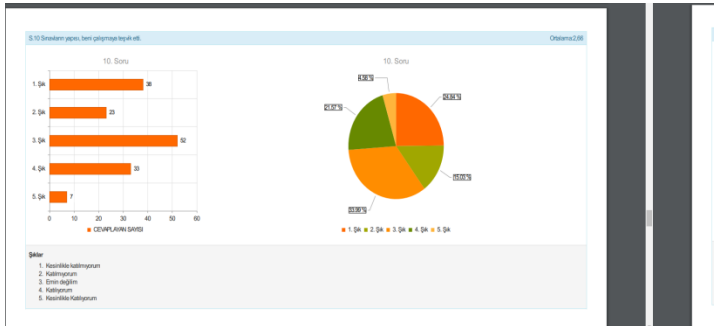 S.10 Sınavların yapısı, beni çalışmaya teşvik etti.
Ortalama 2,66
10. Soru
1. Şık
38
2. Şık
23
3. Şık
52
4. Şık
33
5. Şık
7
0 10 20 30 40 50 60
CEVAPLAYAN SAYISI
10. Soru
4,58 %
24,84 %
21,57 %
15,03 %
33,99 %
1. Şık 2. Şık 3. Şık 4. Şık 5. Şık
Şıklar
1. Kesinlikle katılmıyorum
2. Katılmıyorum
3. Emin değilim
4. Katılıyorum
5. Kesinlikle Katılıyorum